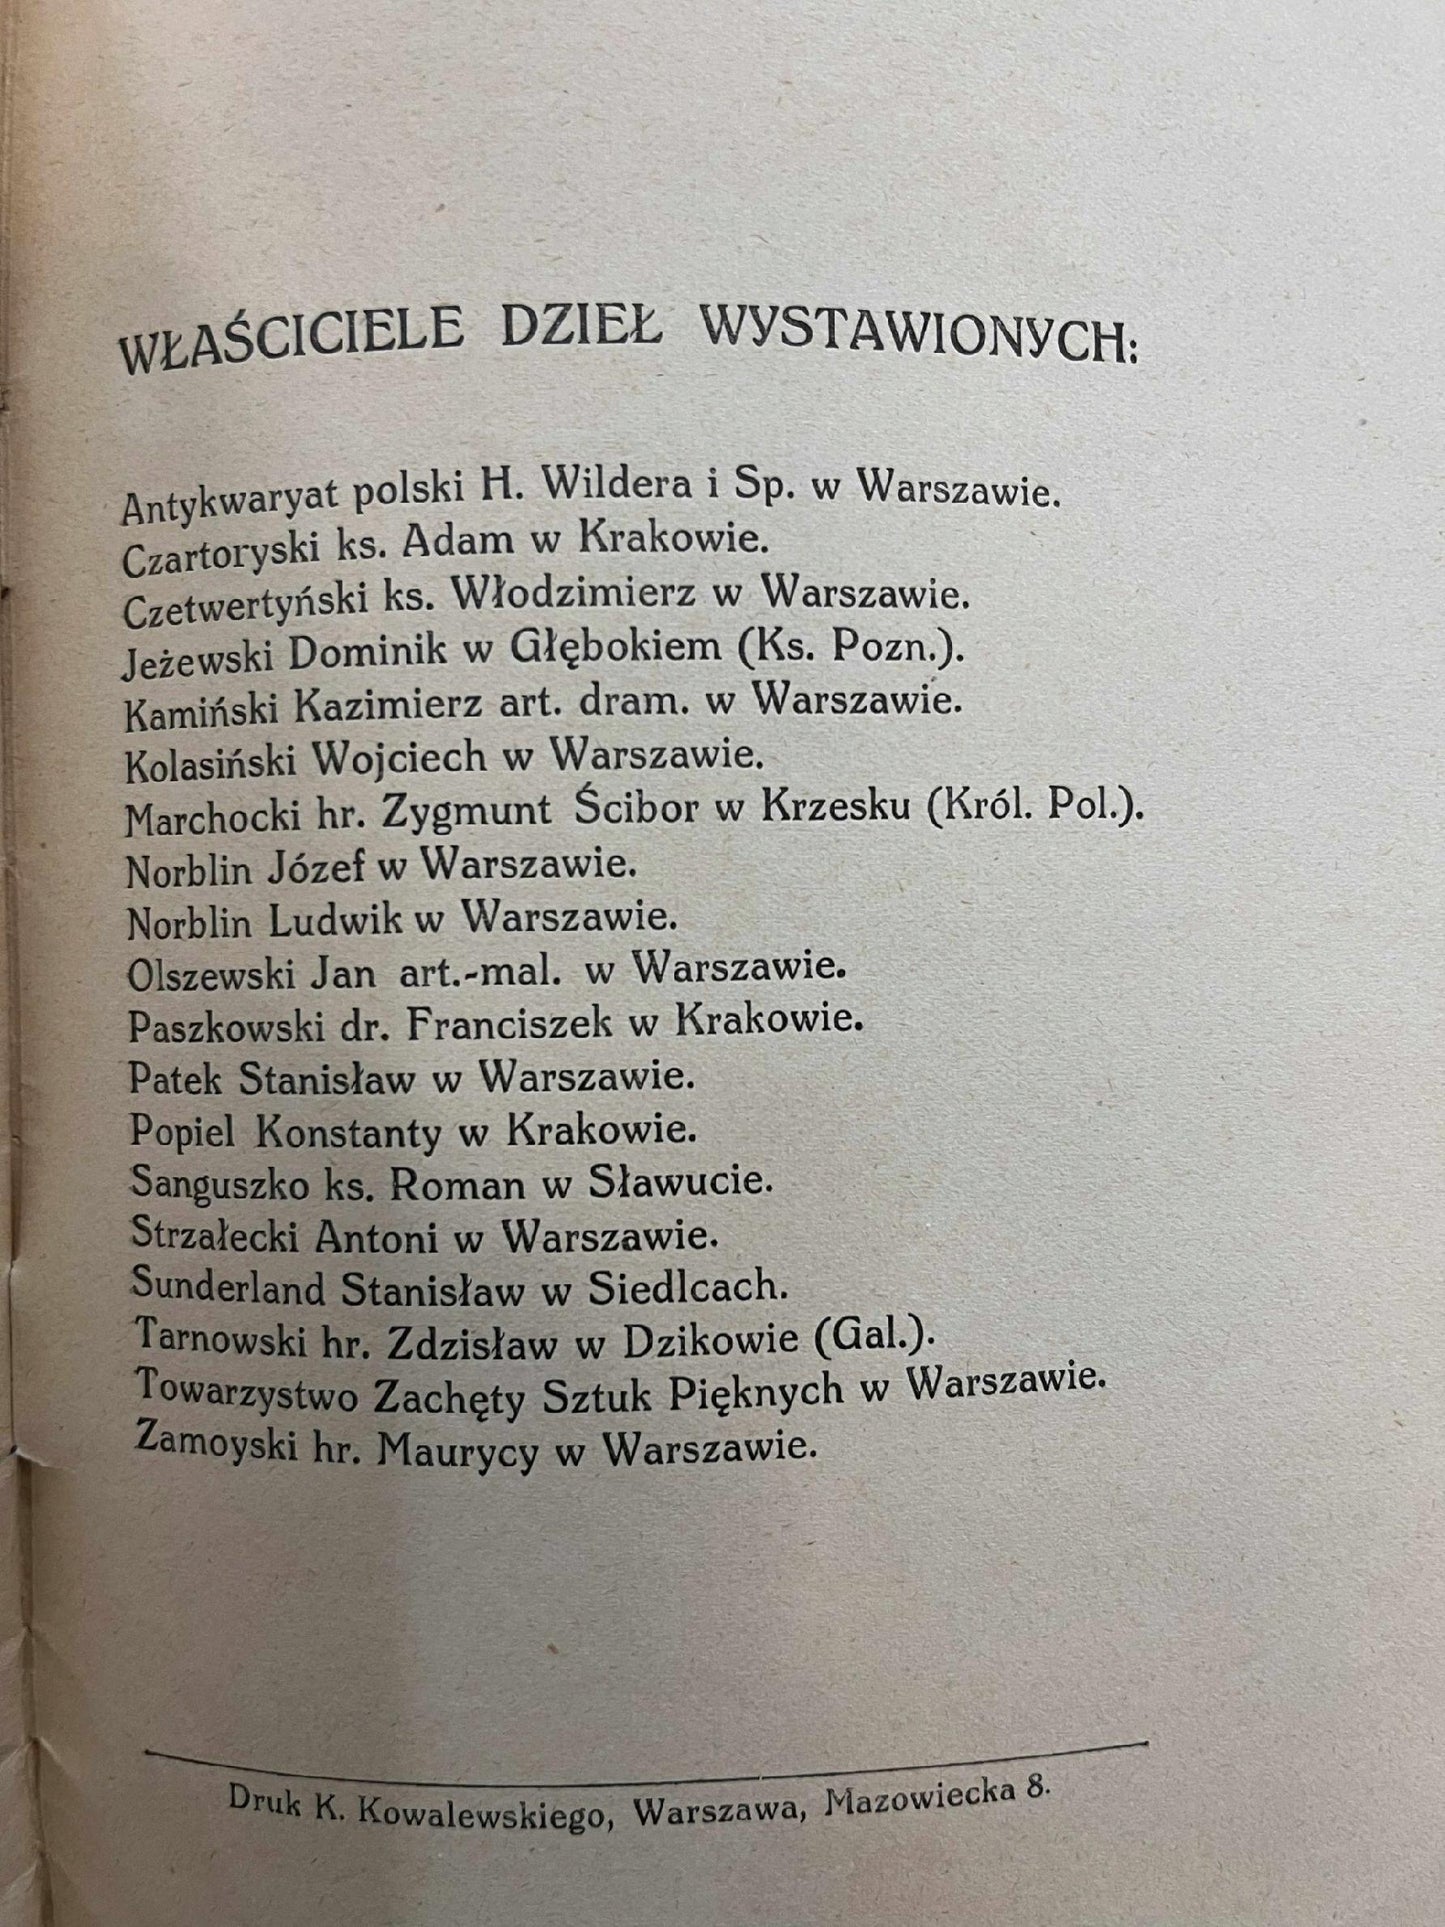 WŁAŚCICIELE DZIEŁ WYSTAWIONYCH:
Antykwaryat polski H. Wildera i Sp. w Warszawie.
Czartoryski ks. Adam w Krakowie.
Czetwertyński ks. Włodzimierz w Warszawie.
Jeżewski Dominik w Głębokiem (Ks. Pozn.).
Kamiński Kazimierz art. dram. w Warszawie.
Kolasiński Wojciech w Warszawie.
Marchocki hr. Zygmunt Ścibor w Krzesku (Król. Pol.).
Norblin Józef w Warszawie.
Norblin Ludwik w Warszawie.
Olszewski Jan art.-mal. w Warszawie.
Paszkowski dr. Franciszek w Krakowie.
Patek Stanisław w Warszawie.
Popiel Konstanty w Krakowie.
Sanguszko ks. Roman w Sławucie.
Strzałecki Antoni w Warszawie.
Sunderland Stanisław w Siedlcach.
Tarnowski hr. Zdzisław w Dzikowie (Gal.).
Towarzystwo Zachęty Sztuk Pięknych w Warszawie.
Zamoyski hr. Maurycy w Warszawie.
Druk K. Kowalewskiego, Warszawa, Mazowiecka 8.